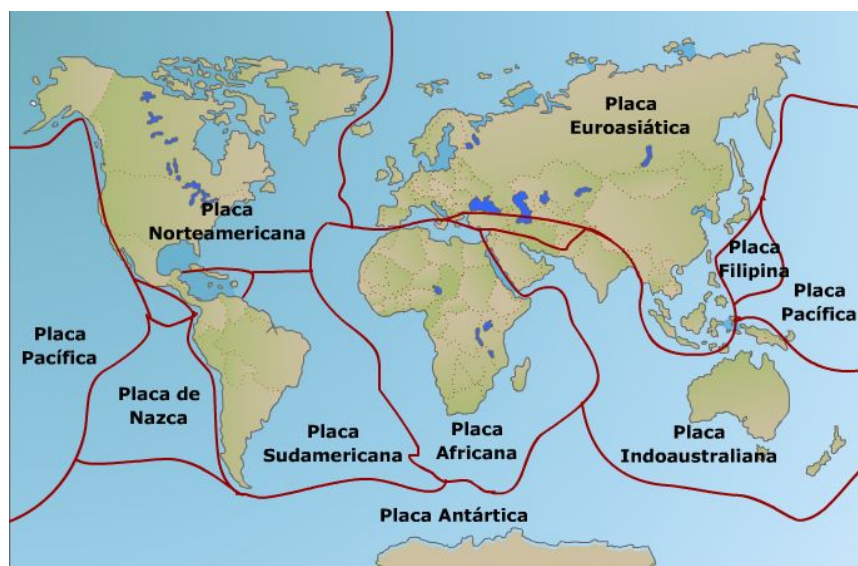 Placa
Euroasiática
Placa
Norteamericana
Placa
Filipina
Placa
Pacífica
Placa
Pacífica
Placa de
Nazca
Placa
Sudamericana
Placa
Africana
Placa
Indoaustraliana
Placa Antártica